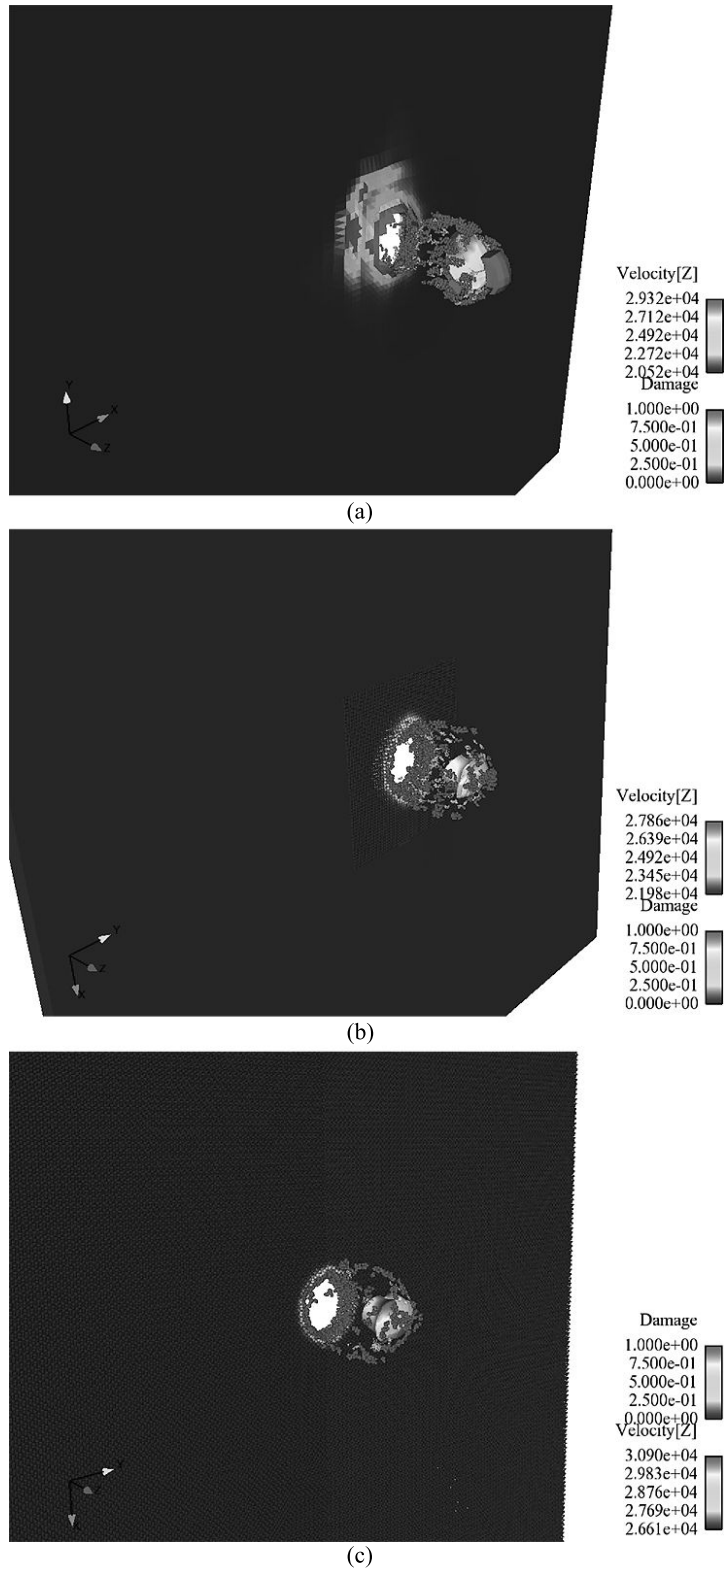 Velocity[Z]
2.932e+04
2.712e+04
2.492e+04
2.272e+04
2.052e+04
Damage
1.000e+00
7.500e-01
5.000e-01
2.500e-01
0.000e+00
Y
X
Z
(a)
Velocity[Z]
2.786e+04
2.639e+04
2.492e+04
2.345e+04
2.198e+04
Damage
1.000e+00
7.500e-01
5.000e-01
2.500e-01
0.000e+00
Y
Z
X
(b)
Damage
1.000e+00
7.500e-01
5.000e-01
2.500e-01
0.000e+00
Velocity[Z]
3.090e+04
2.983e+04
2.876e+04
2.769e+04
2.661e+04
Y
Z
X
(c)